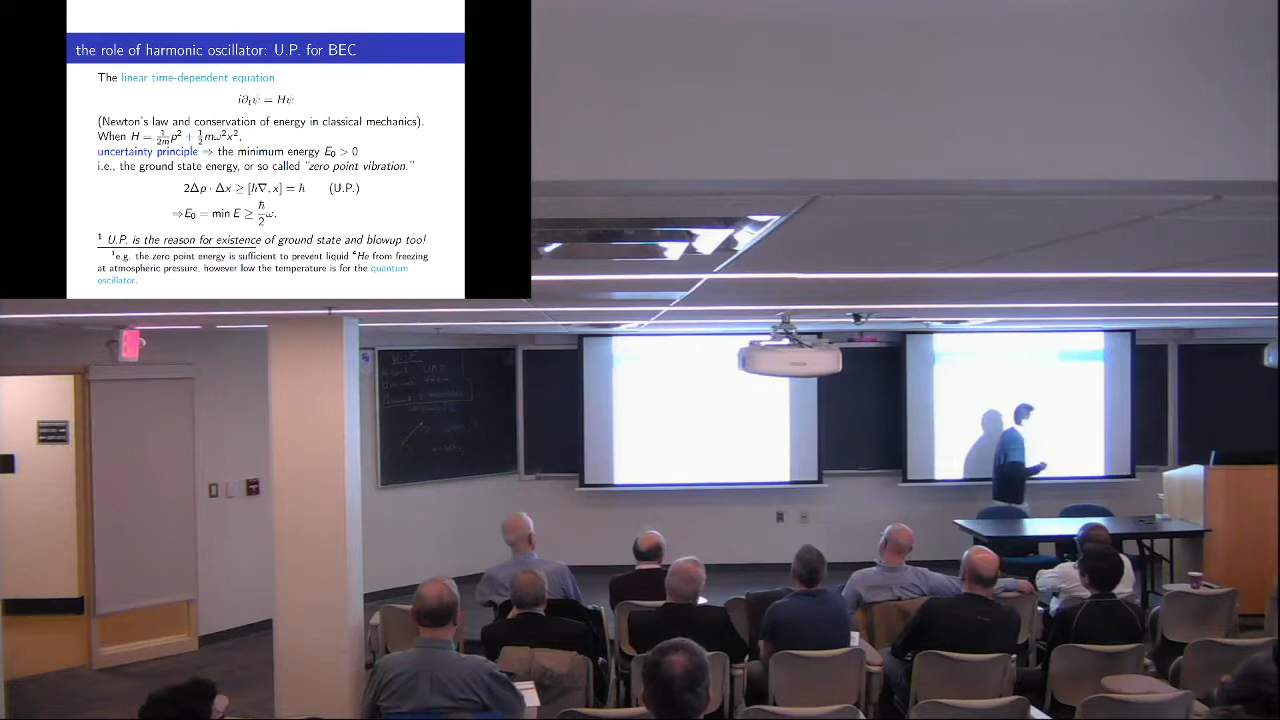 the role of harmonic oscillator: U.P. for BEC
The linear time-dependent equation
i∂ₜψ = Hψ
(Newton's law and conservation of energy in classical mechanics).
When H = 1/2m p² + 1/2 mω²x²,
uncertainty principle ⇒ the minimum energy E₀ > 0
i.e., the ground state energy, or so called "zero point vibration."
2Δp · Δx ≥ [ℏ∇, x] = ℏ (U.P.)
⇒E₀ = min E ≥ ℏ/2 ω.
¹ U.P. is the reason for existence of ground state and blowup too!
¹e.g. the zero point energy is sufficient to prevent liquid ⁴He from freezing
at atmospheric pressure, however low the temperature is for the quantum
oscillator.